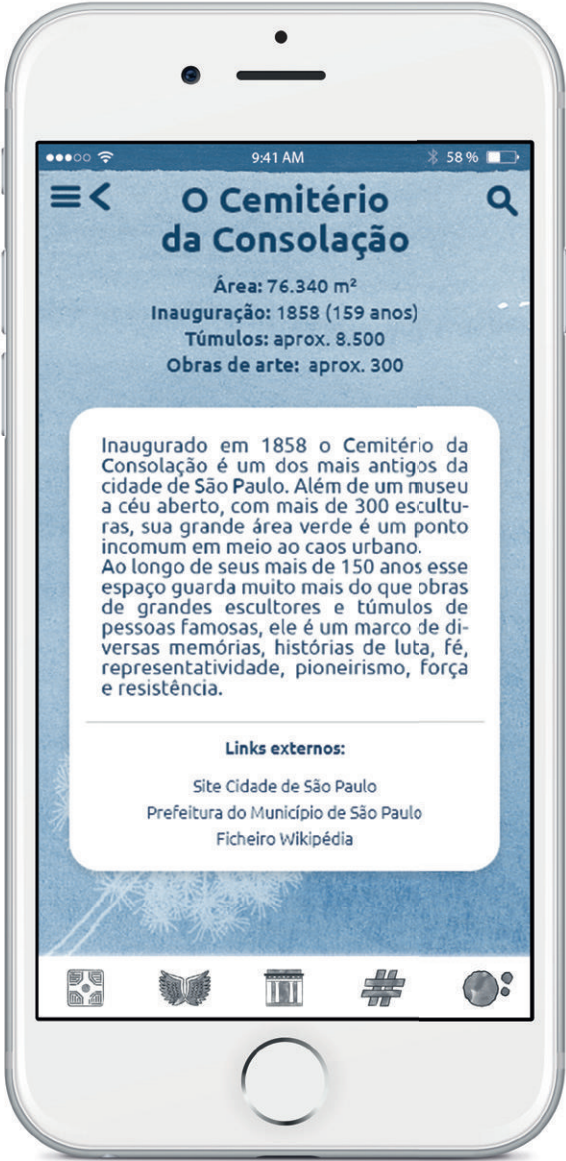 9:41 AM
58 %
O Cemitério
da Consolação
Área: 76.340 m²
Inauguração: 1858 (159 anos)
Túmulos: aprox. 8.500
Obras de arte: aprox. 300
Inaugurado em 1858 o Cemitério da
Consolação é um dos mais antigos da
cidade de São Paulo. Além de um museu
a céu aberto, com mais de 300 escultu-
ras, sua grande área verde é um ponto
incomum em meio ao caos urbano.
Ao longo de seus mais de 150 anos esse
espaço guarda muito mais do que obras
de grandes escultores e túmulos de
pessoas famosas, ele é um marco de di-
versas memórias, histórias de luta, fé,
representatividade, pioneirismo, força
e resistência.
Links externos:
Site Cidade de São Paulo
Prefeitura do Município de São Paulo
Ficheiro Wikipédia